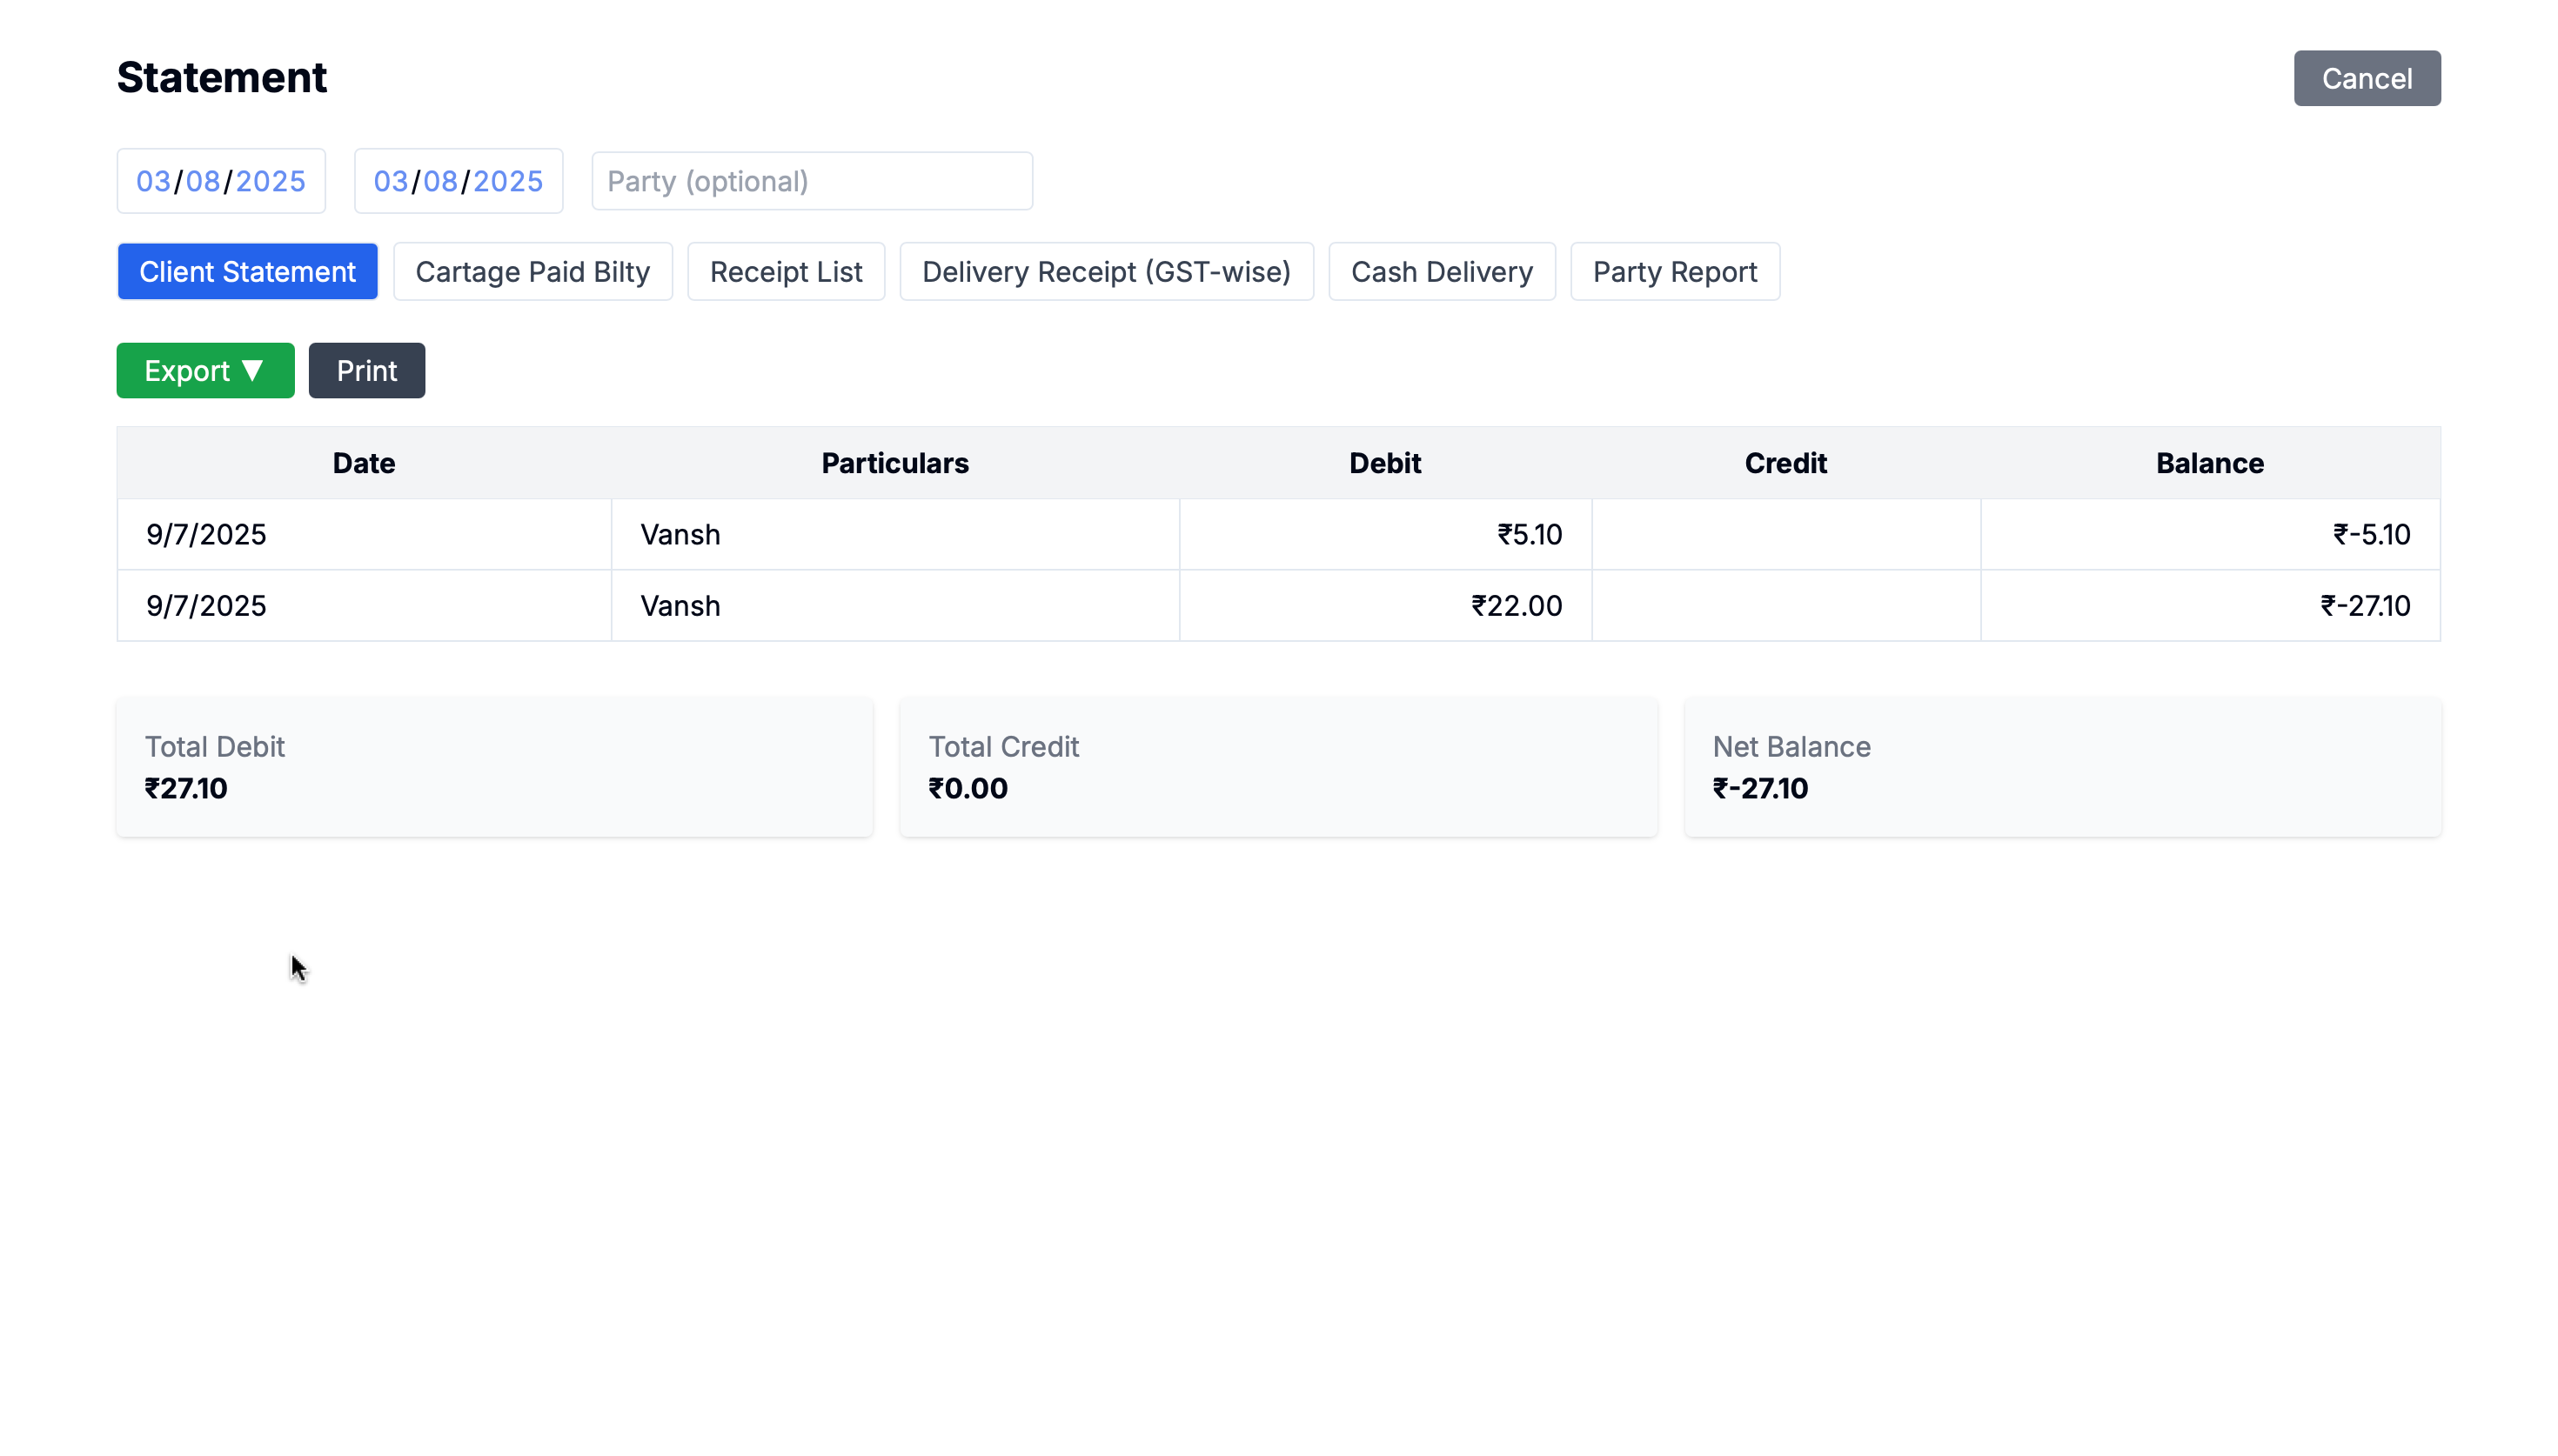 Statement
Cancel
03/08/2025 03/08/2025 Party (optional)
Client Statement Cartage Paid Bilty Receipt List Delivery Receipt (GST-wise) Cash Delivery Party Report
Export ▼ Print
Date Particulars Debit Credit Balance
9/7/2025 Vansh ₹5.10 ₹-5.10
9/7/2025 Vansh ₹22.00 ₹-27.10
Total Debit Total Credit Net Balance
₹27.10 ₹0.00 ₹-27.10